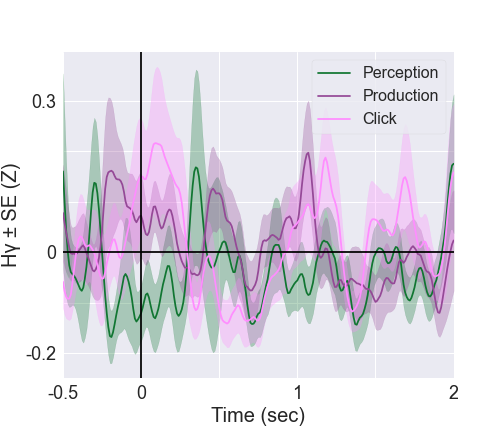 Perception
Production
Click
0.3
0
-0.2
Hγ ± SE (Z)
-0.5
0
1
2
Time (sec)